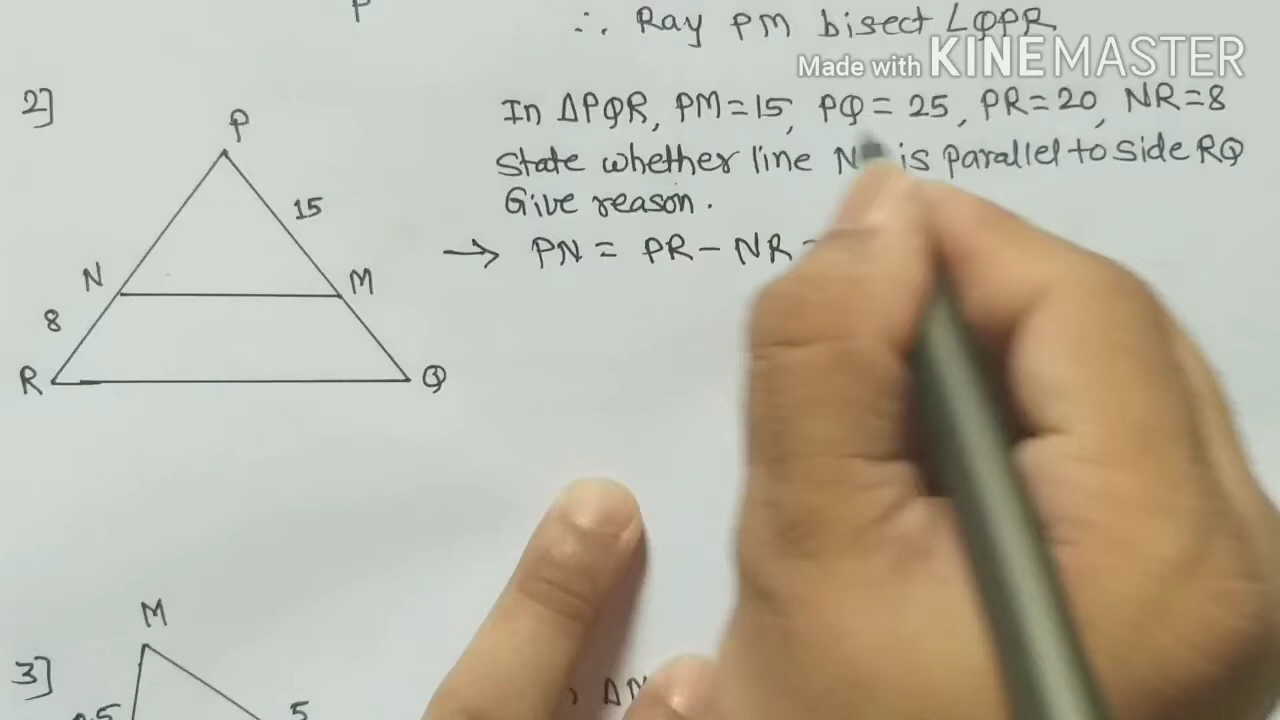 P
∴ Ray PM bisect ∠QPR
Made with KINEMASTER
2]
In ΔPQR, PM=15, PQ=25, PR=20, NR=8
State whether line is parallel to side RQ
Give reason.
→ PN = PR - NR
P
15
N
M
8
R
Q
M
3]
5